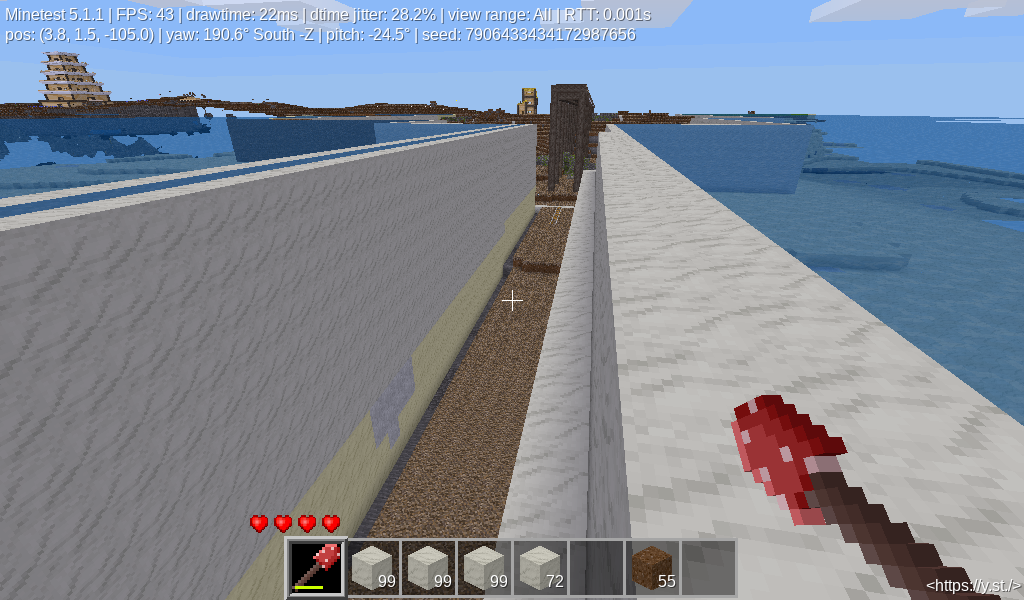 Minetest 5.1.1 | FPS: 43 | drawtime: 22ms | dtime jitter: 28.2% | view range: All | RTT: 0.001s
pos: (3.8, 1.5, -105.0) | yaw: 190.6° South -Z | pitch: -24.5° | seed: 7906433434172987656
99 99 99 72 55
<https://y.st./>